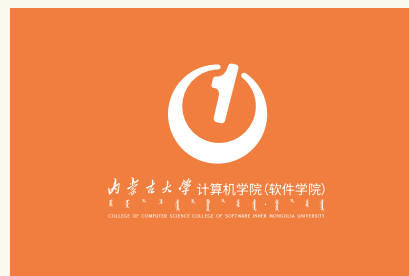 1
内蒙古大学 计算机学院(软件学院)
COLLEGE OF COMPUTER SCIENCE COLLEGE OF SOFTWARE INNER MONGOLIA UNIVERSITY